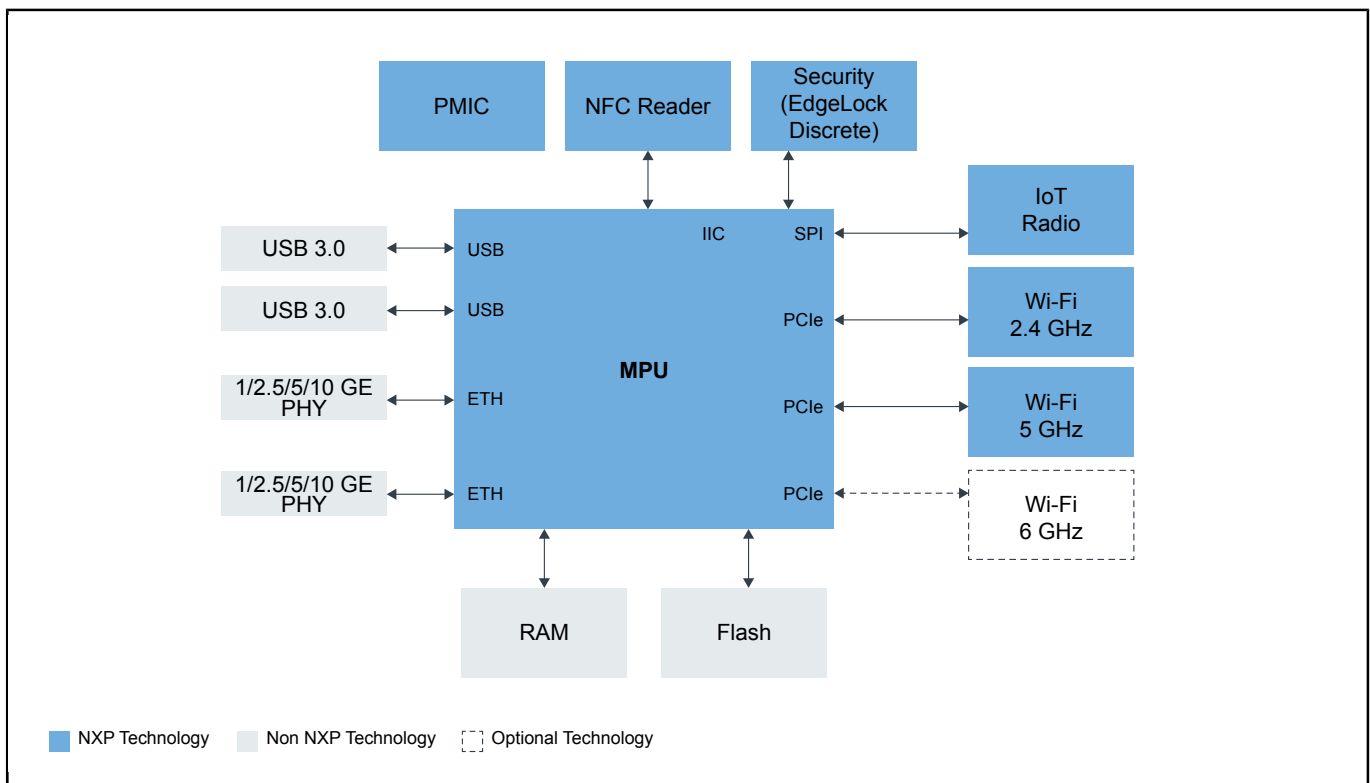 PMIC
NFC Reader
Security
(EdgeLock
Discrete)
IoT
Radio
USB 3.0
USB
IIC
SPI
USB 3.0
USB
PCIe
Wi-Fi
2.4 GHz
MPU
1/2.5/5/10 GE
PHY
ETH
PCIe
Wi-Fi
5 GHz
1/2.5/5/10 GE
PHY
ETH
PCIe
Wi-Fi
6 GHz
RAM
Flash
NXP Technology
Non NXP Technology
Optional Technology